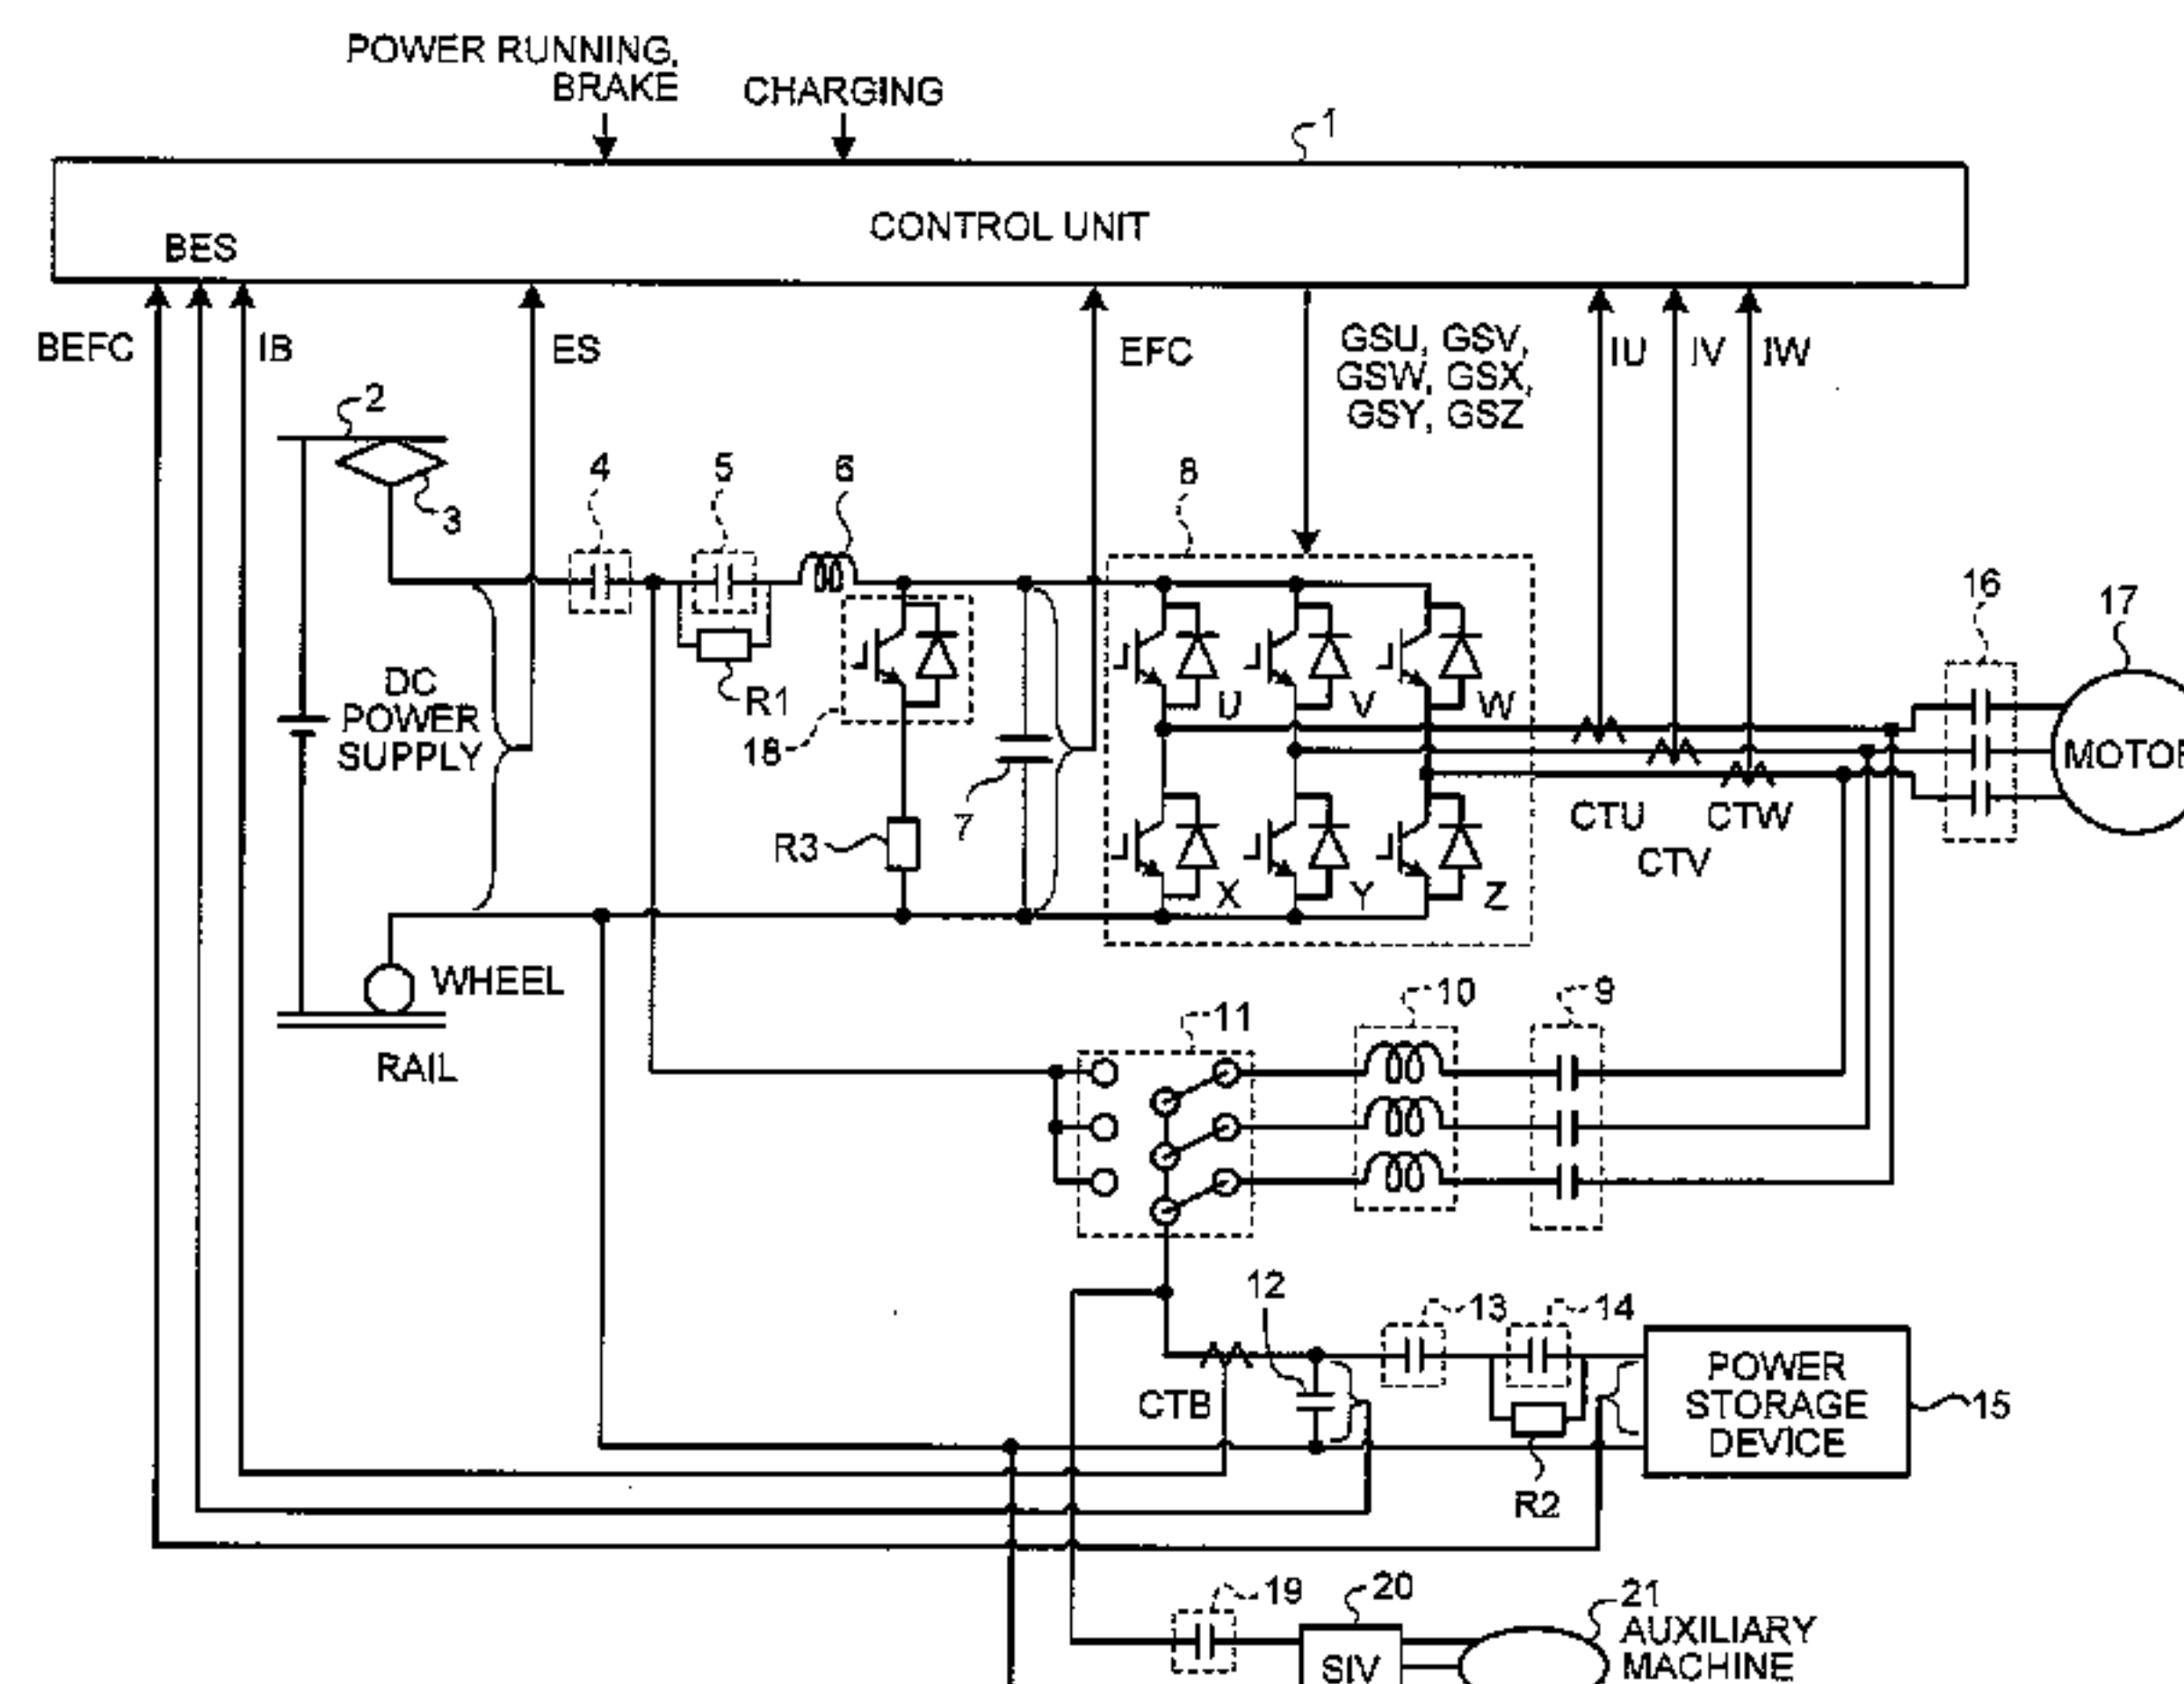 POWER RUNNING,
BRAKE
CHARGING
1
CONTROL UNIT
BES
BEFC
IB
ES
EFC
GSU, GSV,
GSW, GSX,
GSY, GSZ
IU
IV
IW
2
3
4
5
6
8
16
17
DC
POWER
SUPPLY
R1
18
U
V
W
MOTOR
7
R3
CTU
CTW
CTV
X
Y
Z
WHEEL
RAIL
11
10
9
12
13
14
CTB
POWER
STORAGE
DEVICE
15
R2
19
20
21
AUXILIARY
MACHINE
SIV